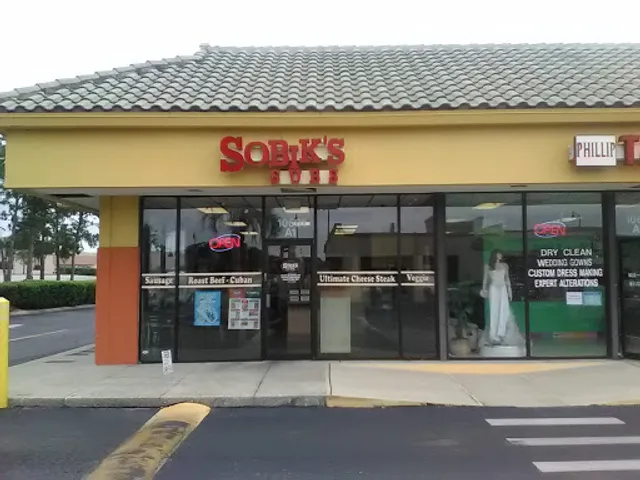 SOBIK'S
SUBS
PHILLIP
OPEN
OPEN
Sausage
Roast Beef - Cuban
Ultimate Cheese Steak
Veggie
DRY CLEAN
WEDDING GOWNS
CUSTOM DRESS MAKING
EXPERT ALTERATIONS